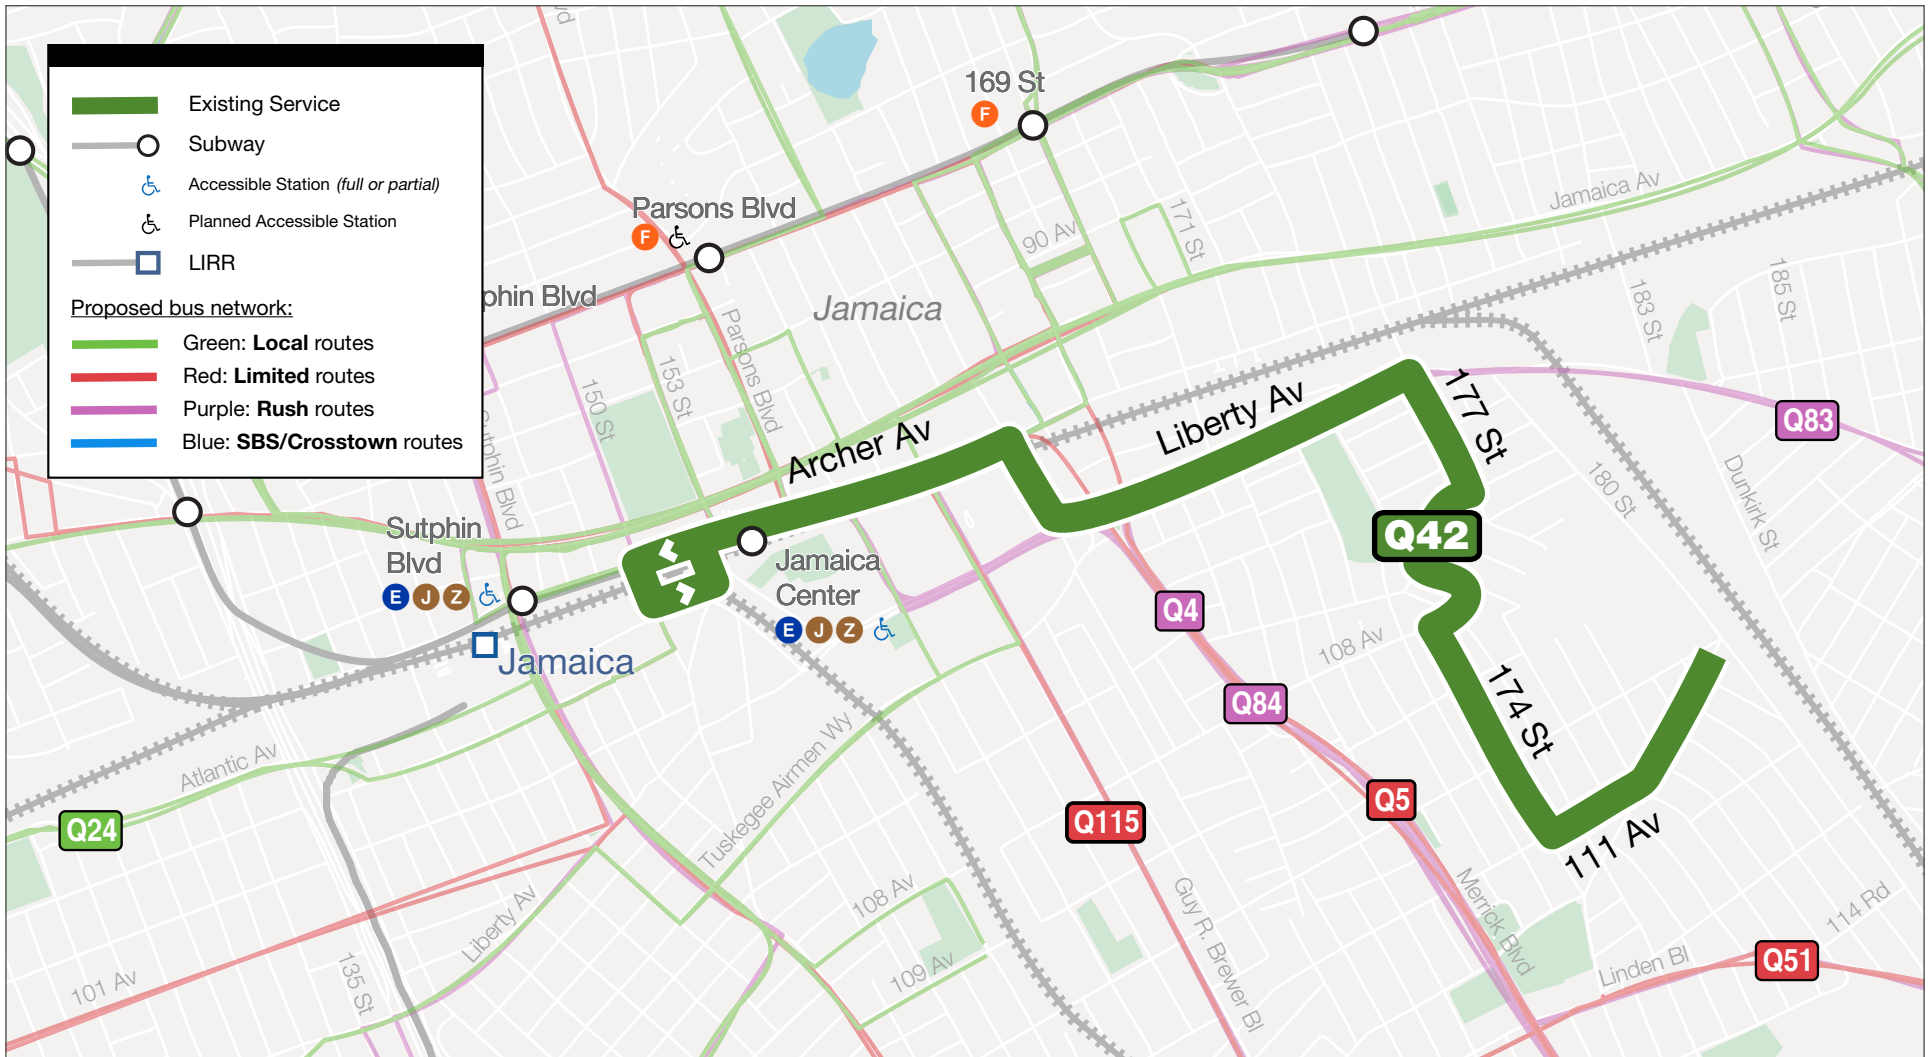 Existing Service
Subway
Accessible Station (full or partial)
Planned Accessible Station
LIRR
Proposed bus network:
Green: Local routes
Red: Limited routes
Purple: Rush routes
Blue: SBS/Crosstown routes
169 St
F
Parsons Blvd
F
phin Blvd
Jamaica
90 Av
171 St
Jamaica Av
183 St
185 St
Parsons Blvd
153 St
150 St
Sutphin Blvd
Archer Av
Liberty Av
177 St
Q83
180 St
Dunkirk St
Q42
Sutphin
Blvd
E J Z
Jamaica
Center
E J Z
Jamaica
Q4
108 Av
Q84
174 St
111 Av
Atlantic Av
Q24
Tuskegee Airmen Wy
Q115
Q5
Liberty Av
108 Av
109 Av
Guy R. Brewer Bl
Merrick Blvd
114 Rd
Linden Bl
Q51
101 Av
135 St